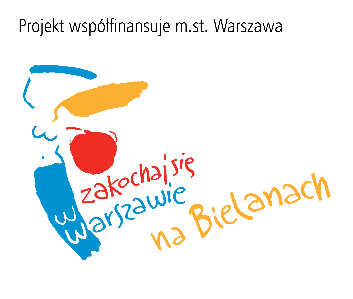 Projekt współfinansuje m.st. Warszawa
zakochaj się
w Warszawie
na Bielanach